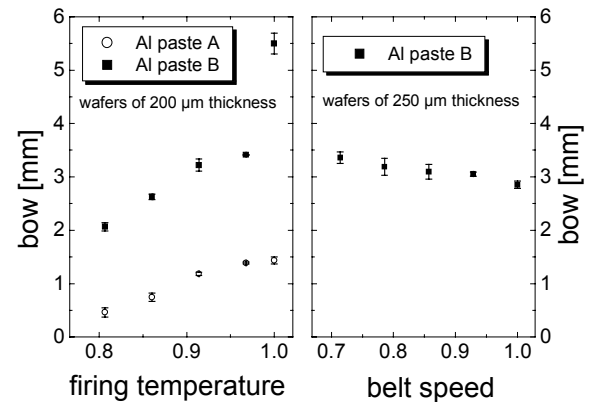 6
5
4
3
2
1
0
bow [mm]
Al paste A
Al paste B
wafers of 200 µm thickness
0.8 0.9 1.0
firing temperature
Al paste B
wafers of 250 µm thickness
0.7 0.8 0.9 1.0
belt speed
6
5
4
3
2
1
0
bow [mm]